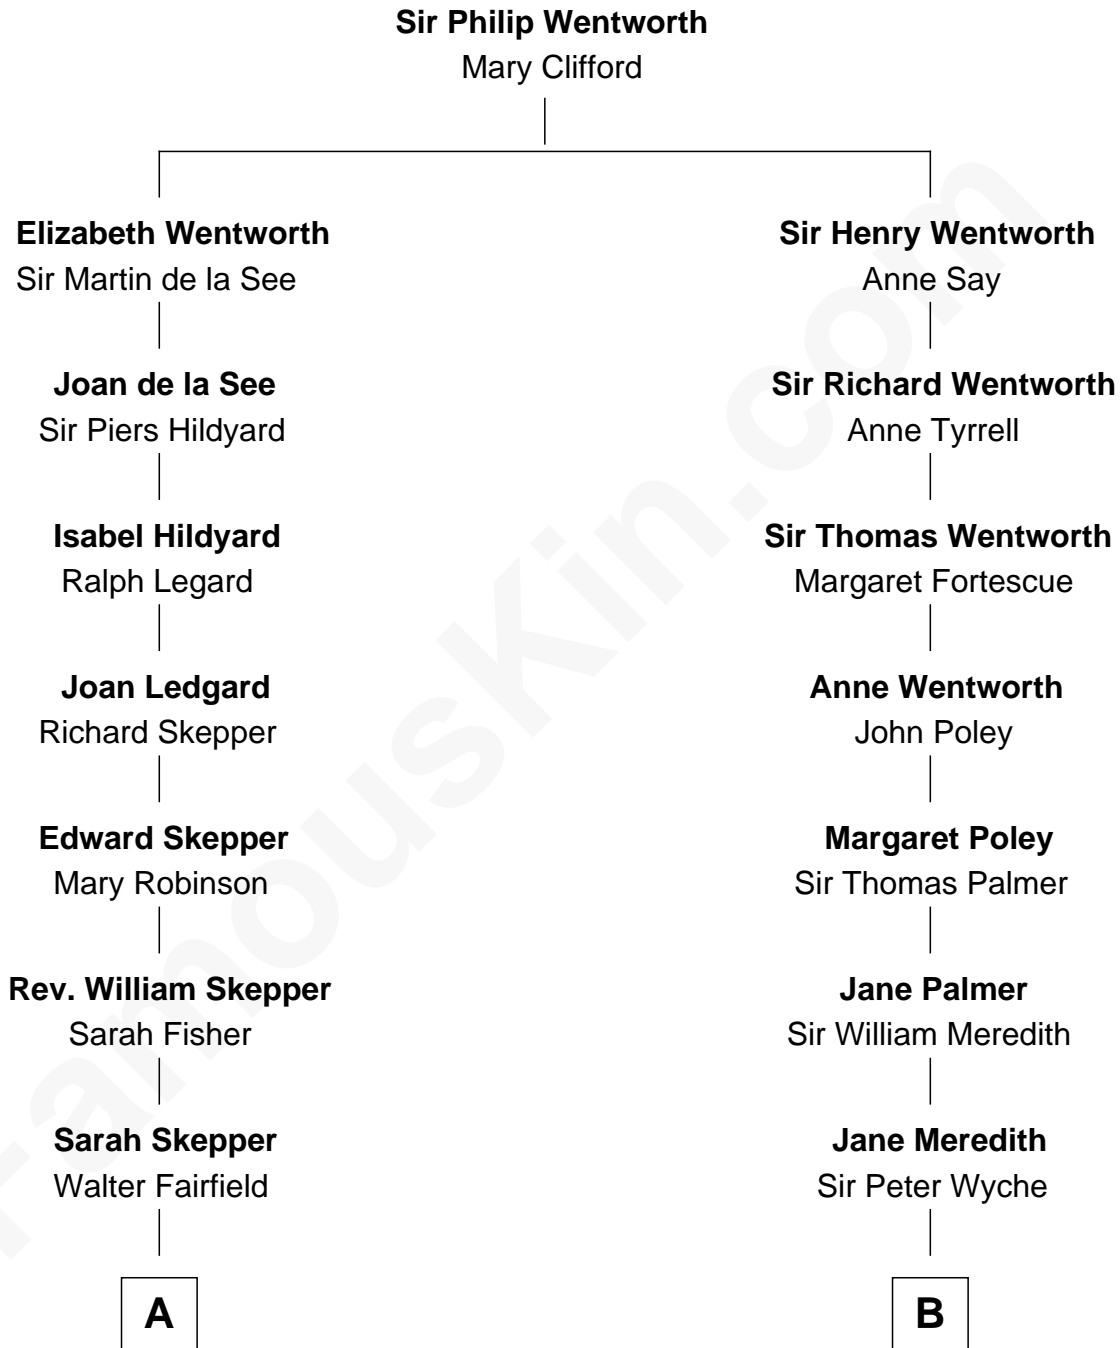 Sir Philip Wentworth
Mary Clifford
Elizabeth Wentworth
Sir Martin de la See
Joan de la See
Sir Piers Hildyard
Isabel Hildyard
Ralph Legard
Joan Ledgard
Richard Skepper
Edward Skepper
Mary Robinson
Rev. William Skepper
Sarah Fisher
Sarah Skepper
Walter Fairfield
A
Sir Henry Wentworth
Anne Say
Sir Richard Wentworth
Anne Tyrrell
Sir Thomas Wentworth
Margaret Fortescue
Anne Wentworth
John Poley
Margaret Poley
Sir Thomas Palmer
Jane Palmer
Sir William Meredith
Jane Meredith
Sir Peter Wyche
B
FamousKin.com